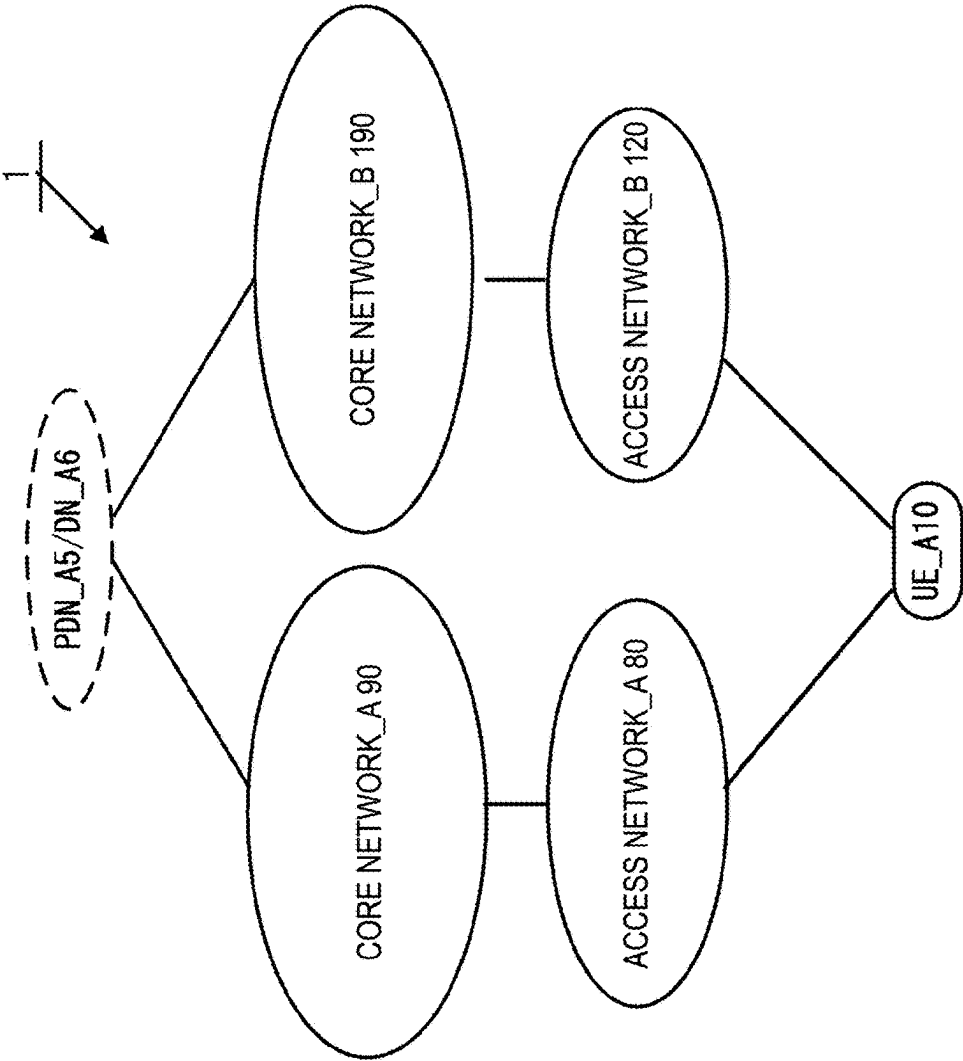 1
PDN_A5/DN_A6
CORE NETWORK_A 90
CORE NETWORK_B 190
ACCESS NETWORK_A 80
ACCESS NETWORK_B 120
UE_A10